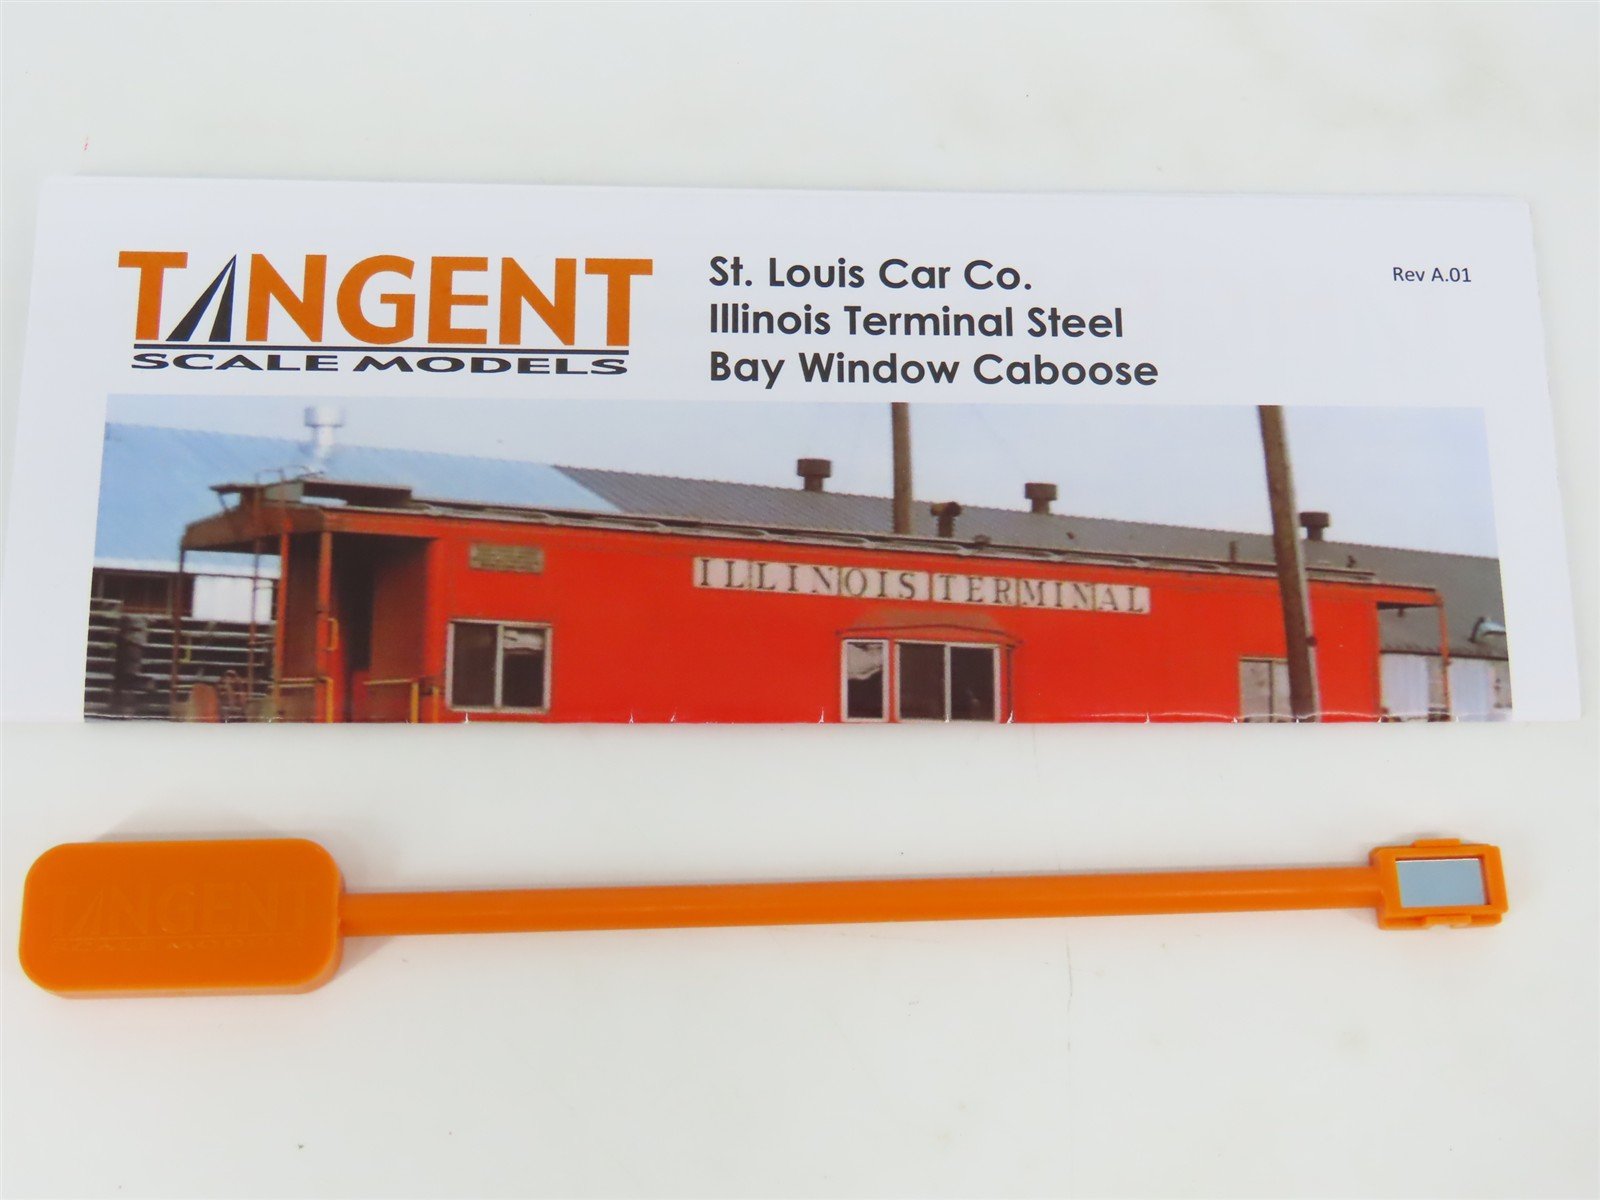 TANGENT
SCALE MODELS
St. Louis Car Co.
Illinois Terminal Steel
Bay Window Caboose
Rev A.01
ILLINOIS TERMINAL
TANGENT
SCALE MODELS